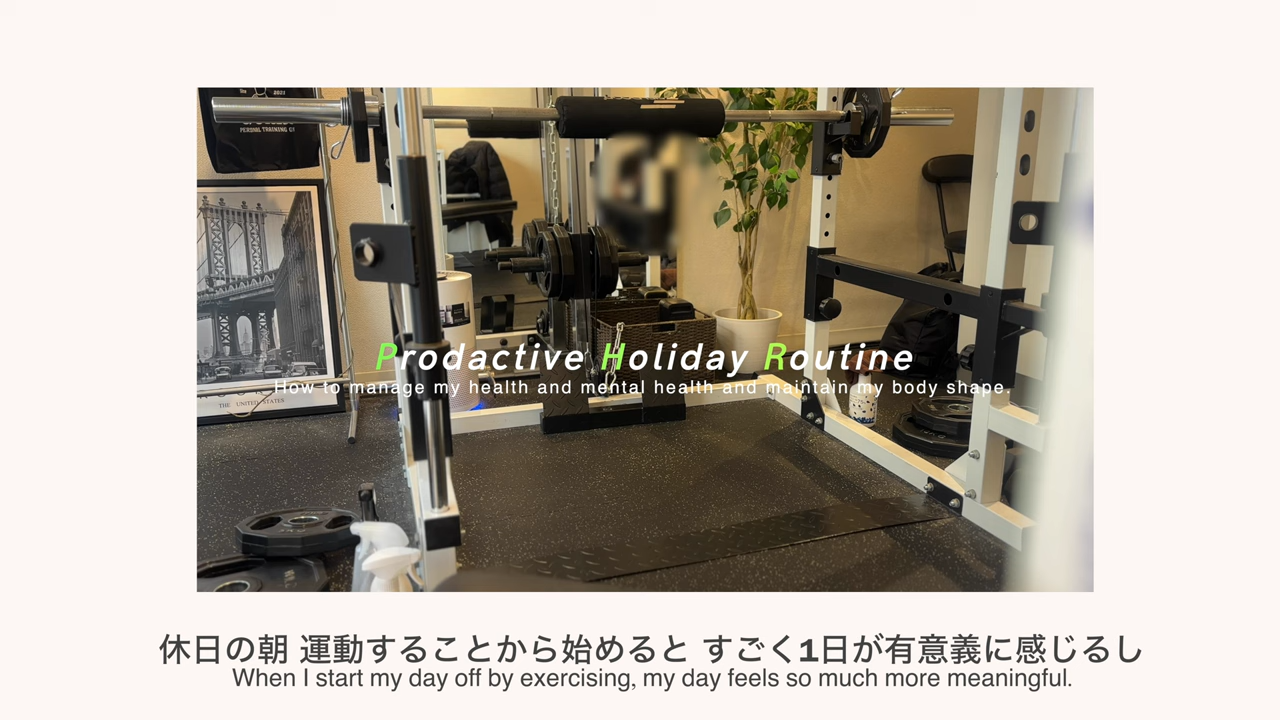 PERONAL TRAINING GY
THE UNITED STATES
Prodactive Holiday Routine
How to manage my health and mental health and maintain my body shape.
休日の朝 運動することから始めると すごく1日が有意義に感じるし
When I start my day off by exercising, my day feels so much more meaningful.